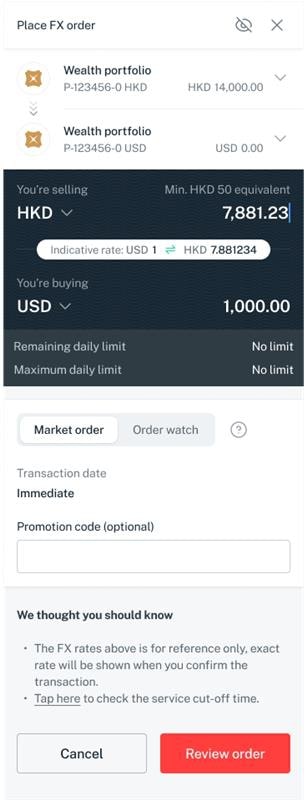 Place FX order
Wealth portfolio
P-123456-0 HKD HKD 14,000.00
Wealth portfolio
P-123456-0 USD USD 0.00
You're selling Min. HKD 50 equivalent
HKD 7,881.23
Indicative rate: USD 1 ⇌ HKD 7.881234
You're buying
USD 1,000.00
Remaining daily limit No limit
Maximum daily limit No limit
Market order Order watch ?
Transaction date
Immediate
Promotion code (optional)
We thought you should know
• The FX rates above is for reference only, exact
rate will be shown when you confirm the
transaction.
• Tap here to check the service cut-off time.
Cancel Review order